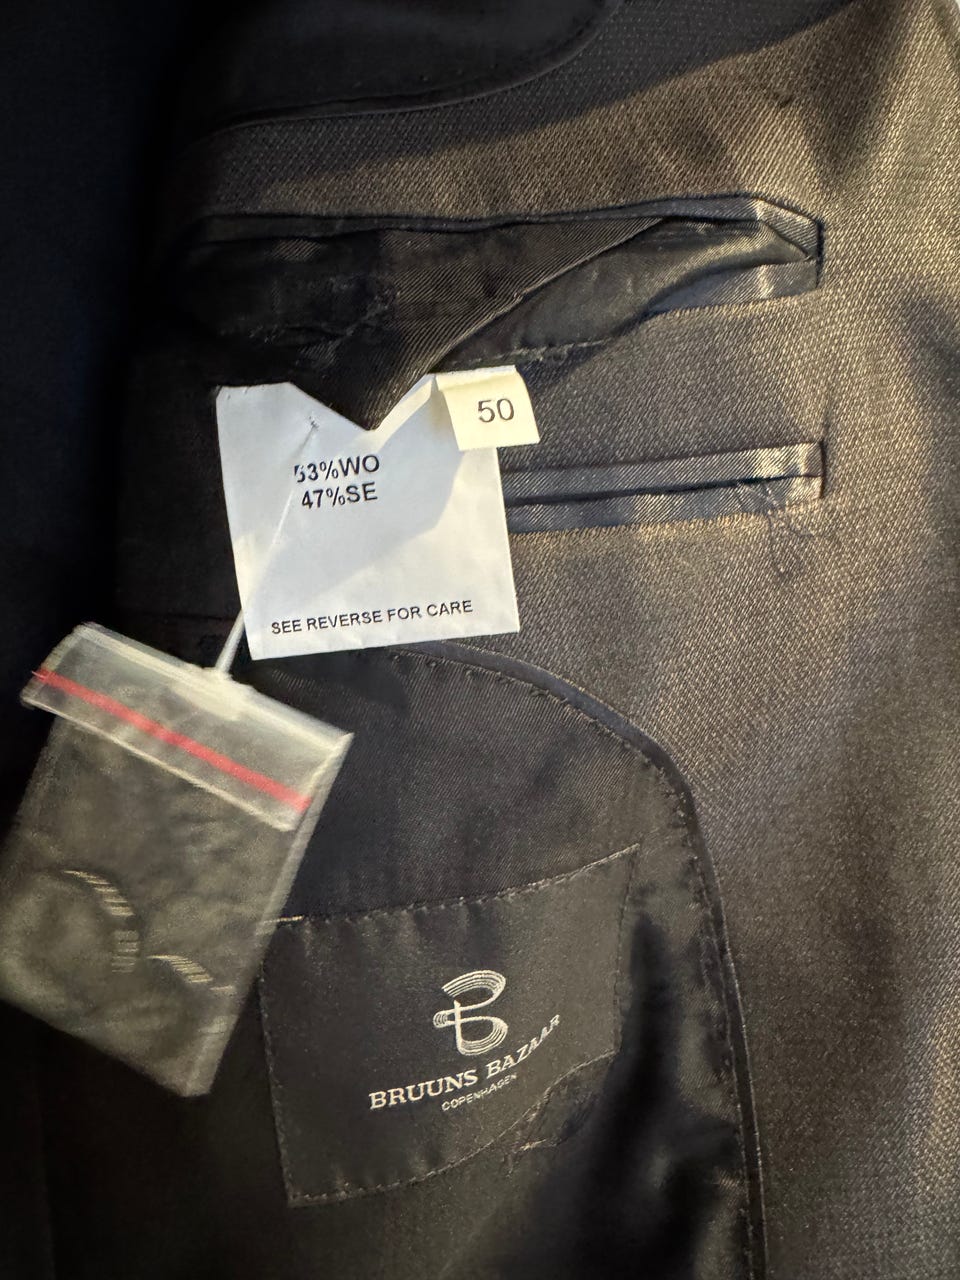 50
53%WO
47%SE
SEE REVERSE FOR CARE
BRUUNS BAZAAR
COPENHAGEN